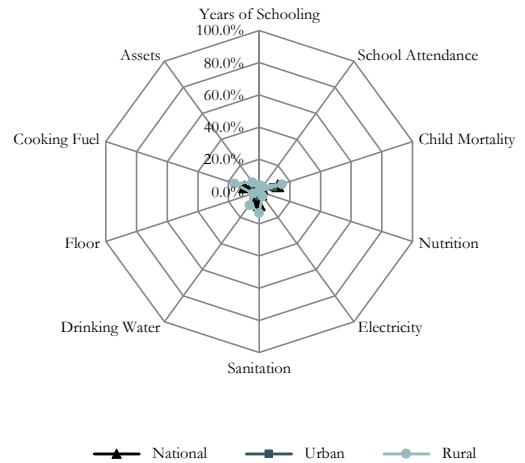 Years of Schooling
100.0%
Assets
School Attendance
80.0%
60.0%
40.0%
Cooking Fuel
Child Mortality
20.0%
0.0%
Floor
Nutrition
Drinking Water
Electricity
Sanitation
National Urban Rural